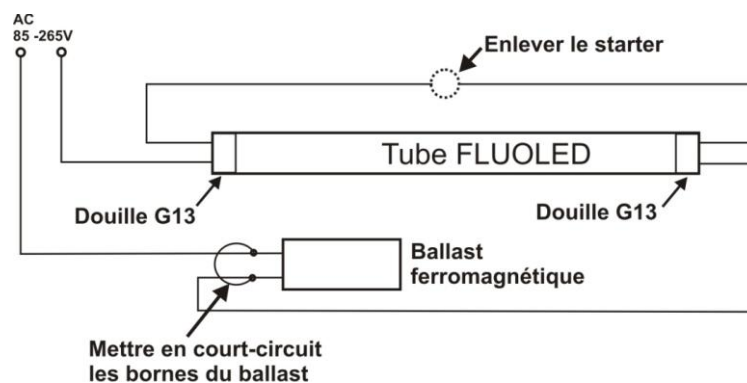 AC
85 -265V
Enlever le starter
Tube FLUOLED
Douille G13
Douille G13
Ballast
ferromagnétique
Mettre en court-circuit
les bornes du ballast